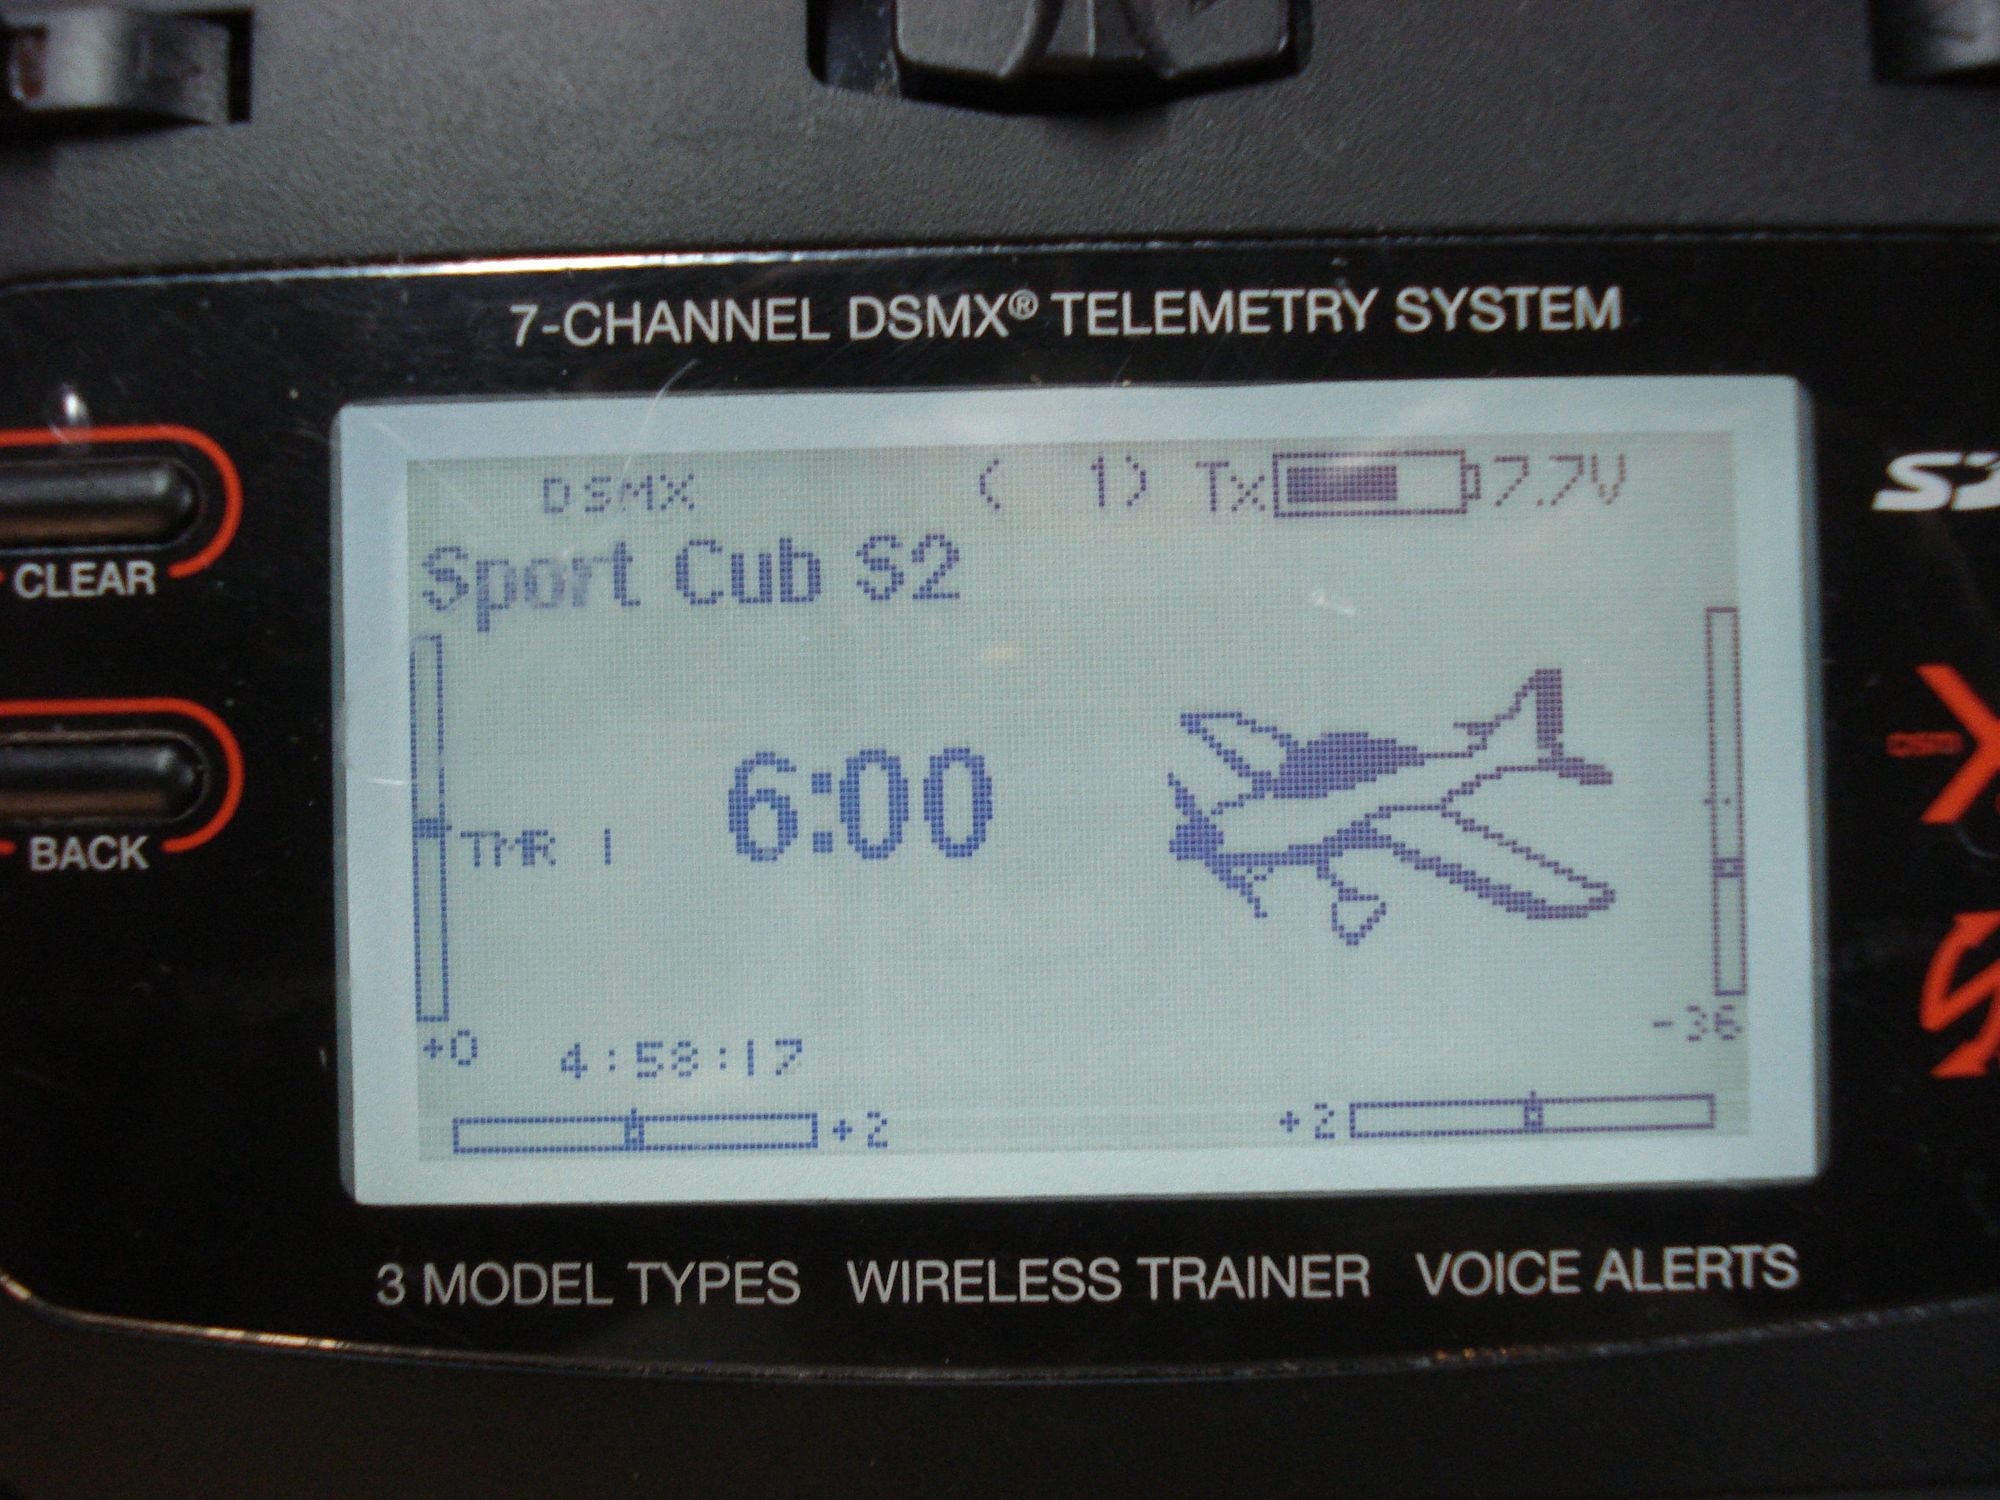 7-CHANNEL DSMX® TELEMETRY SYSTEM
DSMX ( 1) Tx 7.7V
Sport Cub S2
CLEAR
TMR 1 6:00
BACK
+0 4:58:17 -36
+2 +2
3 MODEL TYPES WIRELESS TRAINER VOICE ALERTS